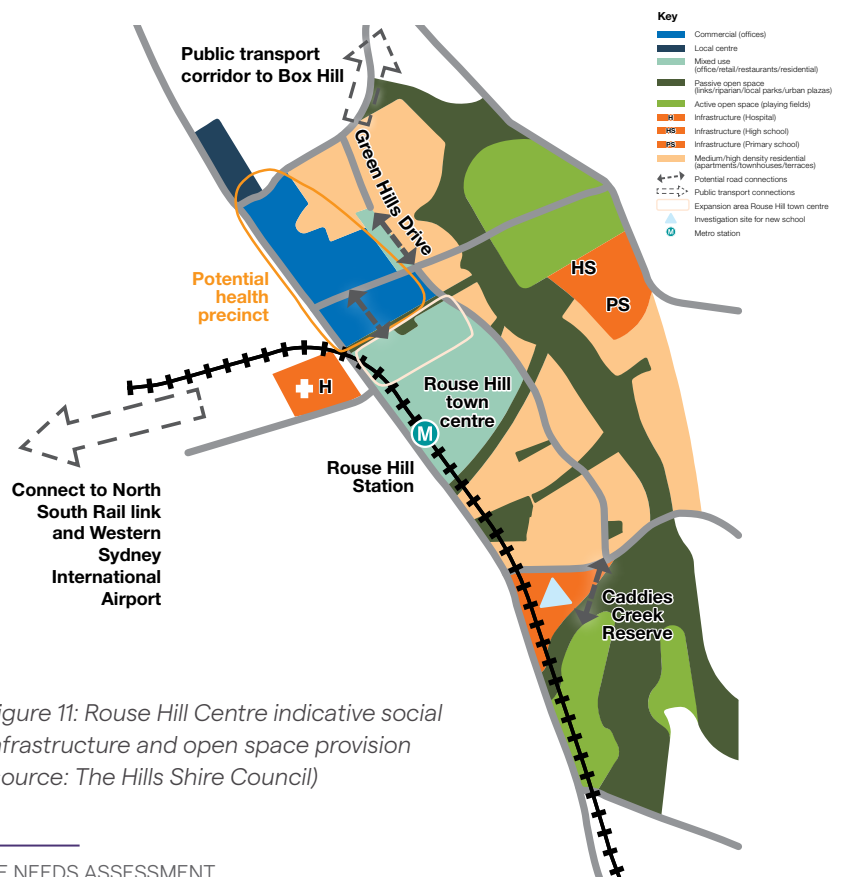 Key
Commercial (offices)
Local centre
Mixed use
(office/retail/restaurants/residential)
Passive open space
(links/riparian/local parks/urban plazas)
Active open space (playing fields)
H Infrastructure (Hospital)
HS Infrastructure (High school)
PS Infrastructure (Primary school)
Medium/high density residential
(apartments/townhouses/terraces)
Potential road connections
Public transport connections
Expansion area Rouse Hill town centre
Investigation site for new school
M Metro station
Public transport
corridor to Box Hill
Green Hills Drive
Potential
health
precinct
HS
PS
H
Rouse Hill
town
centre
M
Rouse Hill
Station
Connect to North
South Rail link
and Western
Sydney
International
Airport
Caddies
Creek
Reserve
igure 11: Rouse Hill Centre indicative social
nfrastructure and open space provision
ource: The Hills Shire Council)
E NEEDS ASSESSMENT